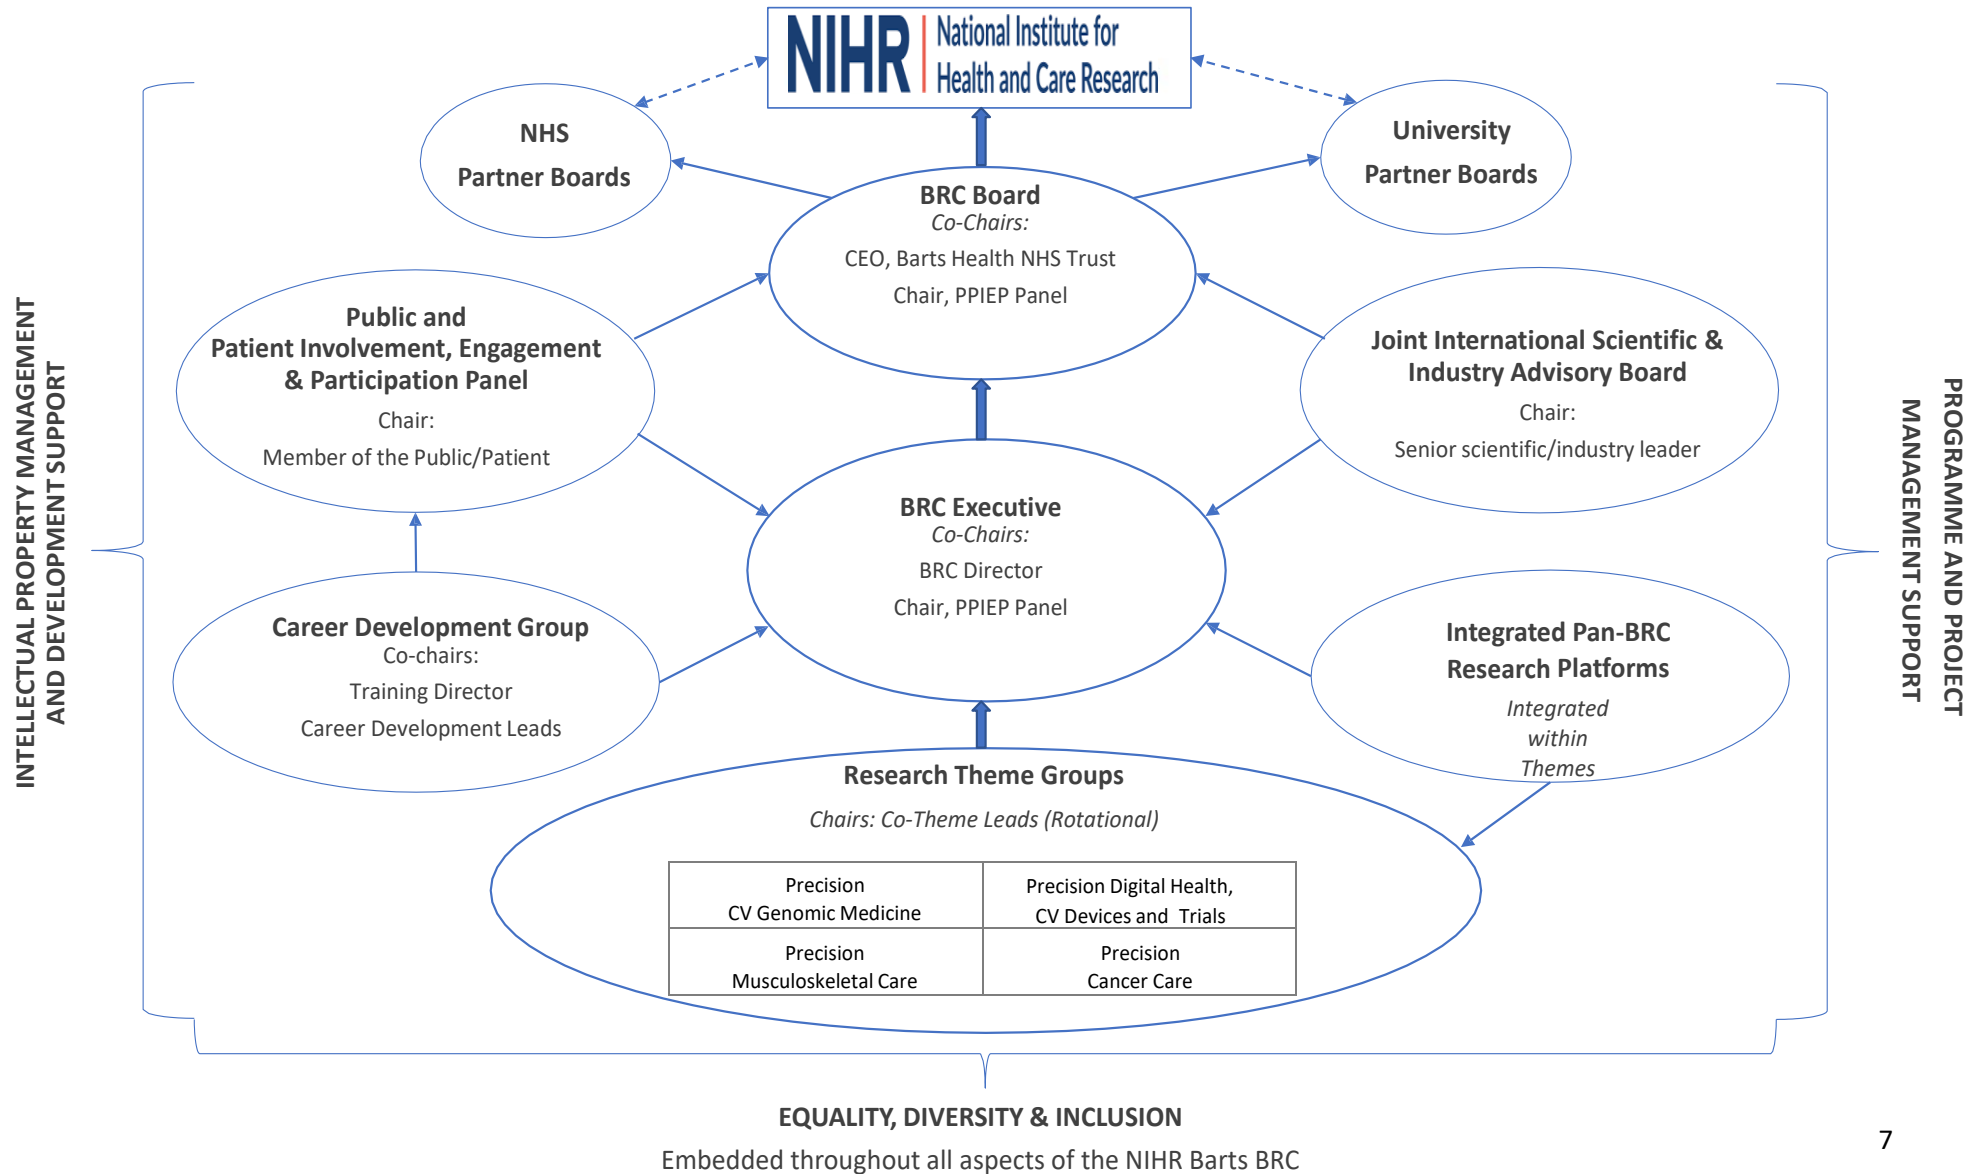 NIHR National Institute for
Health and Care Research
NHS
Partner Boards
University
Partner Boards
BRC Board
Co-Chairs:
CEO, Barts Health NHS Trust
Chair, PPIEP Panel
Public and
Patient Involvement, Engagement
& Participation Panel
Chair:
Member of the Public/Patient
Joint International Scientific &
Industry Advisory Board
Chair:
Senior scientific/industry leader
INTELLECTUAL PROPERTY MANAGEMENT
AND DEVELOPMENT SUPPORT
PROGRAMME AND PROJECT
MANAGEMENT SUPPORT
BRC Executive
Co-Chairs:
BRC Director
Chair, PPIEP Panel
Career Development Group
Co-chairs:
Training Director
Career Development Leads
Integrated Pan-BRC
Research Platforms
Integrated
within
Themes
Research Theme Groups
Chairs: Co-Theme Leads (Rotational)
Precision
CV Genomic Medicine
Precision Digital Health,
CV Devices and Trials
Precision
Musculoskeletal Care
Precision
Cancer Care
EQUALITY, DIVERSITY & INCLUSION
Embedded throughout all aspects of the NIHR Barts BRC
7